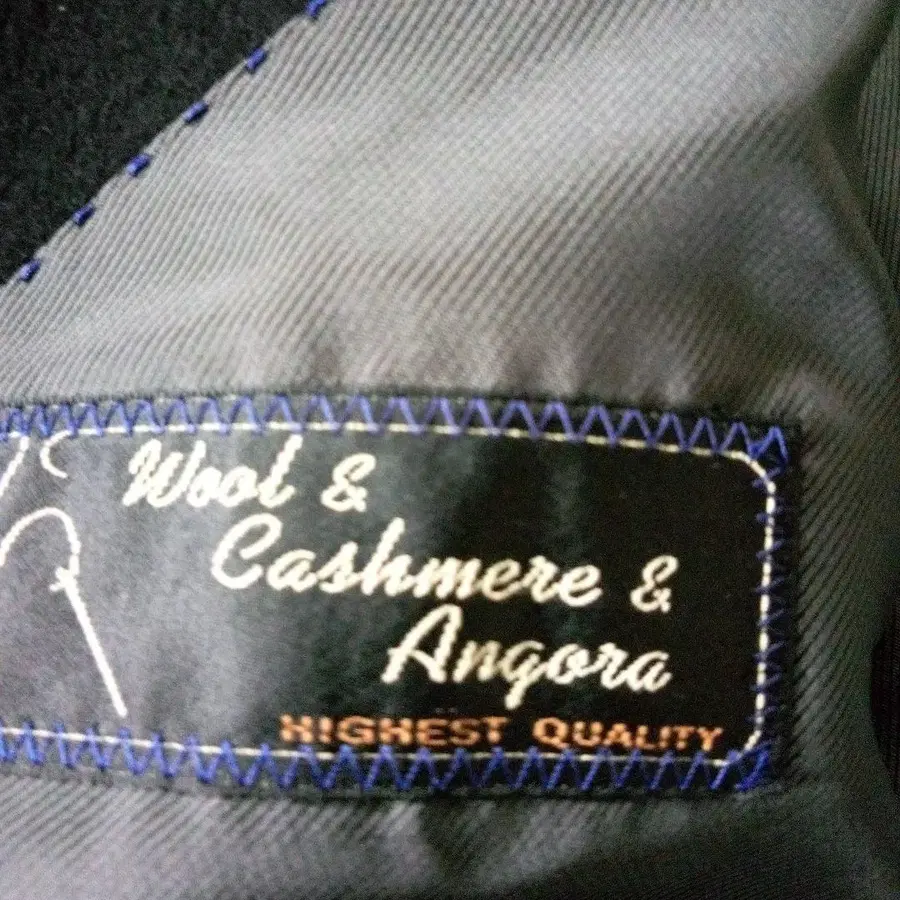 Wool &
Cashmere &
Angora
HIGHEST QUALITY